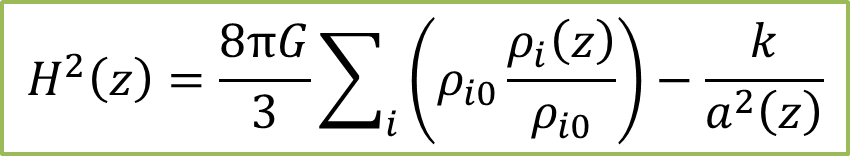 H²(z) = 8πG/3 ∑ᵢ (ρᵢ₀ ρᵢ(z)/ρᵢ₀) − k/a²(z)